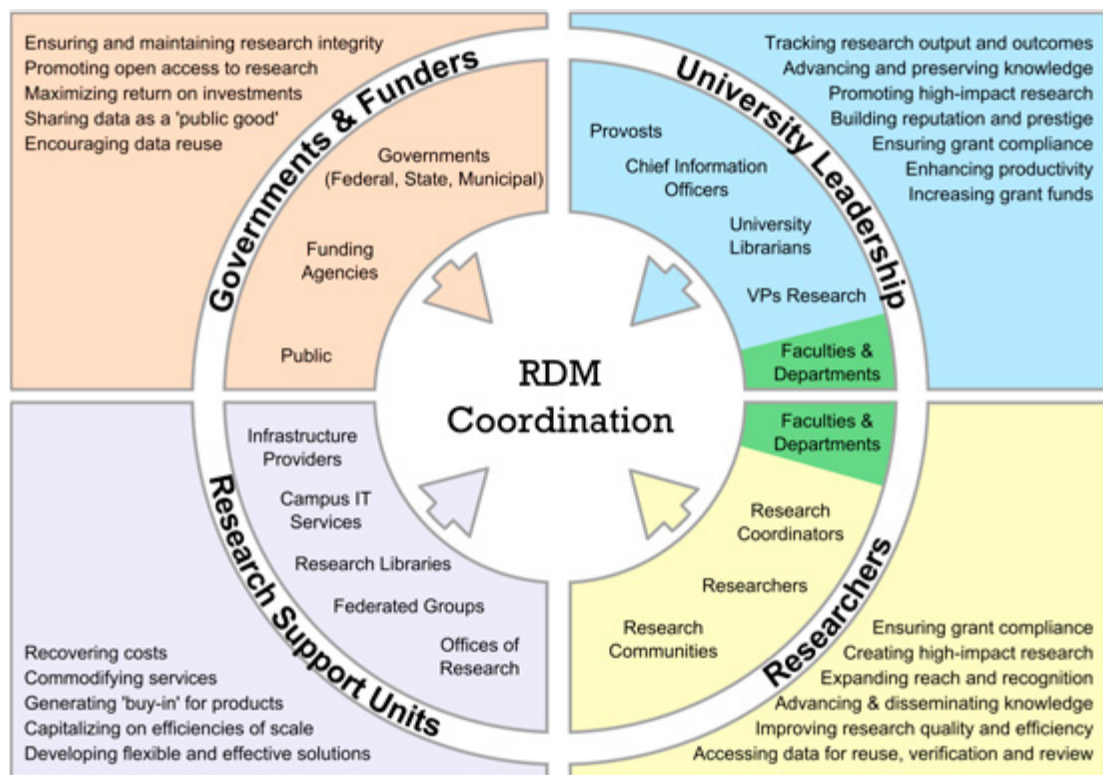 Ensuring and maintaining research integrity
Promoting open access to research
Maximizing return on investments
Sharing data as a 'public good'
Encouraging data reuse
Governments & Funders
Governments
(Federal, State, Municipal)
Funding
Agencies
Public
Tracking research output and outcomes
Advancing and preserving knowledge
Promoting high-impact research
Building reputation and prestige
Ensuring grant compliance
Enhancing productivity
Increasing grant funds
University Leadership
Provosts
Chief Information
Officers
University
Librarians
VPs Research
Faculties &
Departments
RDM
Coordination
Infrastructure
Providers
Campus IT
Services
Research Libraries
Federated Groups
Offices of
Research
Research Support Units
Recovering costs
Commodifying services
Generating 'buy-in' for products
Capitalizing on efficiencies of scale
Developing flexible and effective solutions
Faculties &
Departments
Research
Coordinators
Researchers
Research
Communities
Researchers
Ensuring grant compliance
Creating high-impact research
Expanding reach and recognition
Advancing & disseminating knowledge
Improving research quality and efficiency
Accessing data for reuse, verification and review